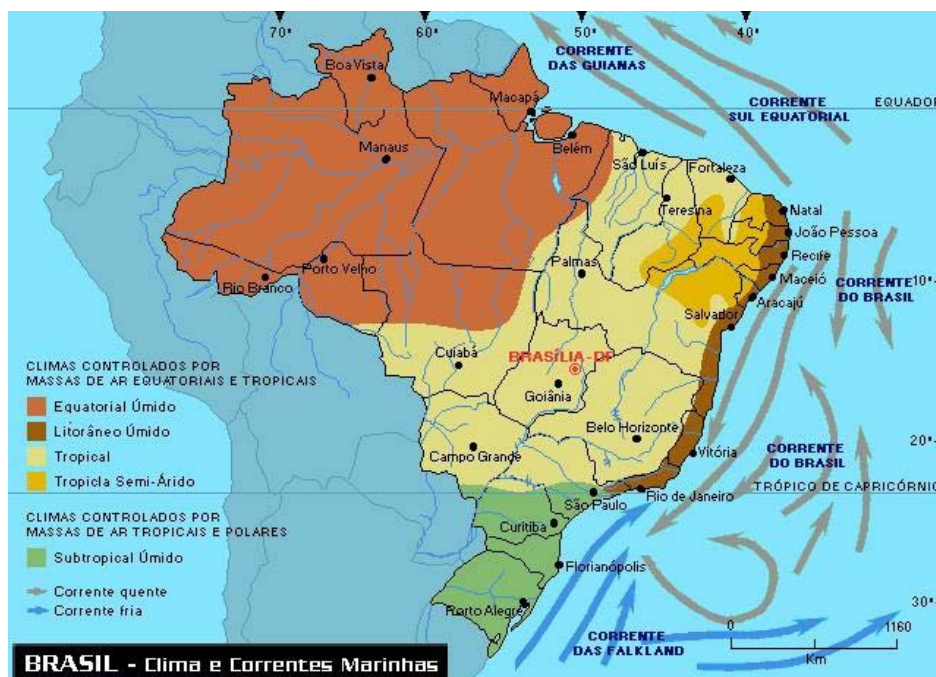 70°
60°
50°
40°
CORRENTE
DAS GUIANAS
Boa Vista
Macapá
CORRENTE
SUL EQUATORIAL
EQUADOR
Manaus
Belém
São Luís
Fortaleza
Teresina
Natal
João Pessoa
Recife
Maceió
Aracajú
Porto Velho
Rio Branco
Palmas
10°
CORRENTE
DO BRASIL
Salvador
Cuiabá
BRASÍLIA-DF
Goiânia
Belo Horizonte
Campo Grande
Vitória
20°
CORRENTE
DO BRASIL
TRÓPICO DE CAPRICÓRNIO
São Paulo
Rio de Janeiro
Curitiba
Florianópolis
Porto Alegre
30°
CLIMAS CONTROLADOS POR
MASSAS DE AR EQUATORIAIS E TROPICAIS
Equatorial Úmido
Litorâneo Úmido
Tropical
Tropicla Semi-Árido
CLIMAS CONTROLADOS POR
MASSAS DE AR TROPICAIS E POLARES
Subtropical Úmido
Corrente quente
Corrente fria
CORRENTE
DAS FALKLAND
0
1160
Km
BRASIL - Clima e Correntes Marinhas